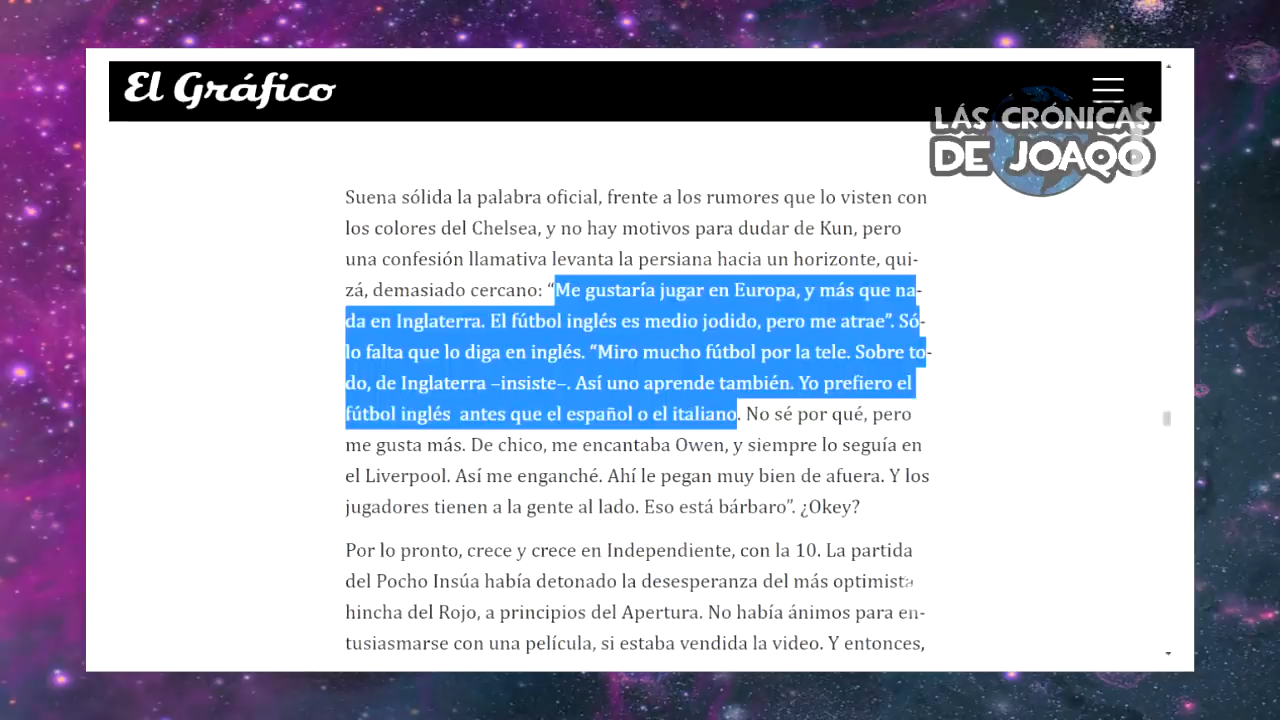 El Gráfico
LAS CRÓNICAS
DE JOAQO
Suena sólida la palabra oficial, frente a los rumores que lo visten con
los colores del Chelsea, y no hay motivos para dudar de Kun, pero
una confesión llamativa levanta la persiana hacia un horizonte, qui-
zá, demasiado cercano: “Me gustaría jugar en Europa, y más que na-
da en Inglaterra. El fútbol inglés es medio jodido, pero me atrae”. Só-
lo falta que lo diga en inglés. “Miro mucho fútbol por la tele. Sobre to-
do, de Inglaterra –insiste–. Así uno aprende también. Yo prefiero el
fútbol inglés antes que el español o el italiano. No sé por qué, pero
me gusta más. De chico, me encantaba Owen, y siempre lo seguía en
el Liverpool. Así me enganché. Ahí le pegan muy bien de afuera. Y los
jugadores tienen a la gente al lado. Eso está bárbaro”. ¿Okey?
Por lo pronto, crece y crece en Independiente, con la 10. La partida
del Pocho Insúa había detonado la desesperanza del más optimista
hincha del Rojo, a principios del Apertura. No había ánimos para en-
tusiasmarse con una película, si estaba vendida la video. Y entonces,